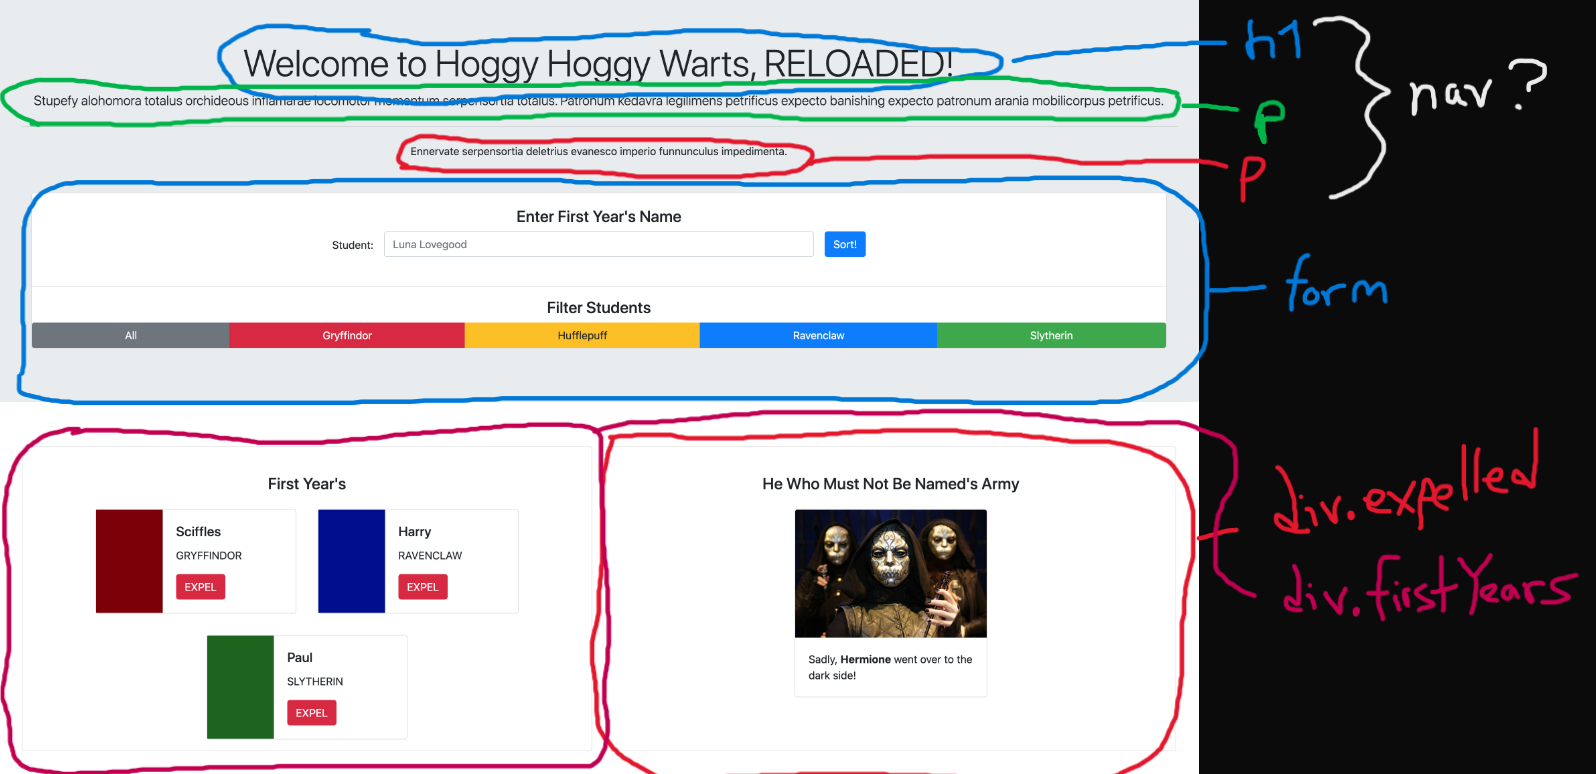 Welcome to Hoggy Hoggy Warts, RELOADED!
h1
nav?
Stupefy alohomora totalus orchideous inflamarae locomotor momentum serpensortia totalus. Patronum kedavra legilimens petrificus expecto banishing expecto patronum arania mobilicorpus petrificus.
p
Ennervate serpensortia deletrius evanesco imperio funnunculus impedimenta.
p
Enter First Year's Name
Student: Luna Lovegood Sort!
form
Filter Students
All Gryffindor Hufflepuff Ravenclaw Slytherin
First Year's
Sciffles
GRYFFINDOR
EXPEL
Harry
RAVENCLAW
EXPEL
Paul
SLYTHERIN
EXPEL
He Who Must Not Be Named's Army
Sadly, Hermione went over to the
dark side!
div.expelled
div.firstYears